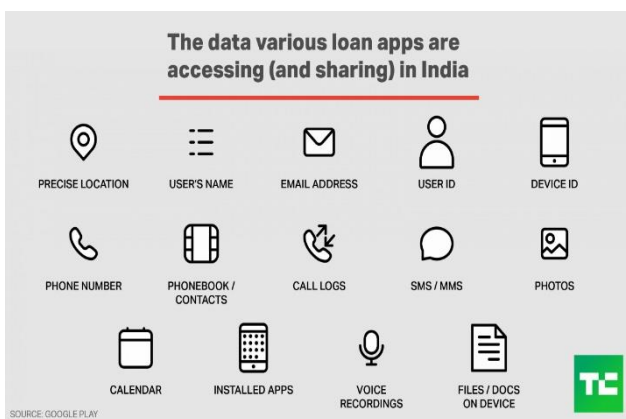 The data various loan apps are
accessing (and sharing) in India
PRECISE LOCATION
USER'S NAME
EMAIL ADDRESS
USER ID
DEVICE ID
PHONE NUMBER
PHONEBOOK /
CONTACTS
CALL LOGS
SMS / MMS
PHOTOS
CALENDAR
INSTALLED APPS
VOICE
RECORDINGS
FILES / DOCS
ON DEVICE
SOURCE: GOOGLE PLAY
TC